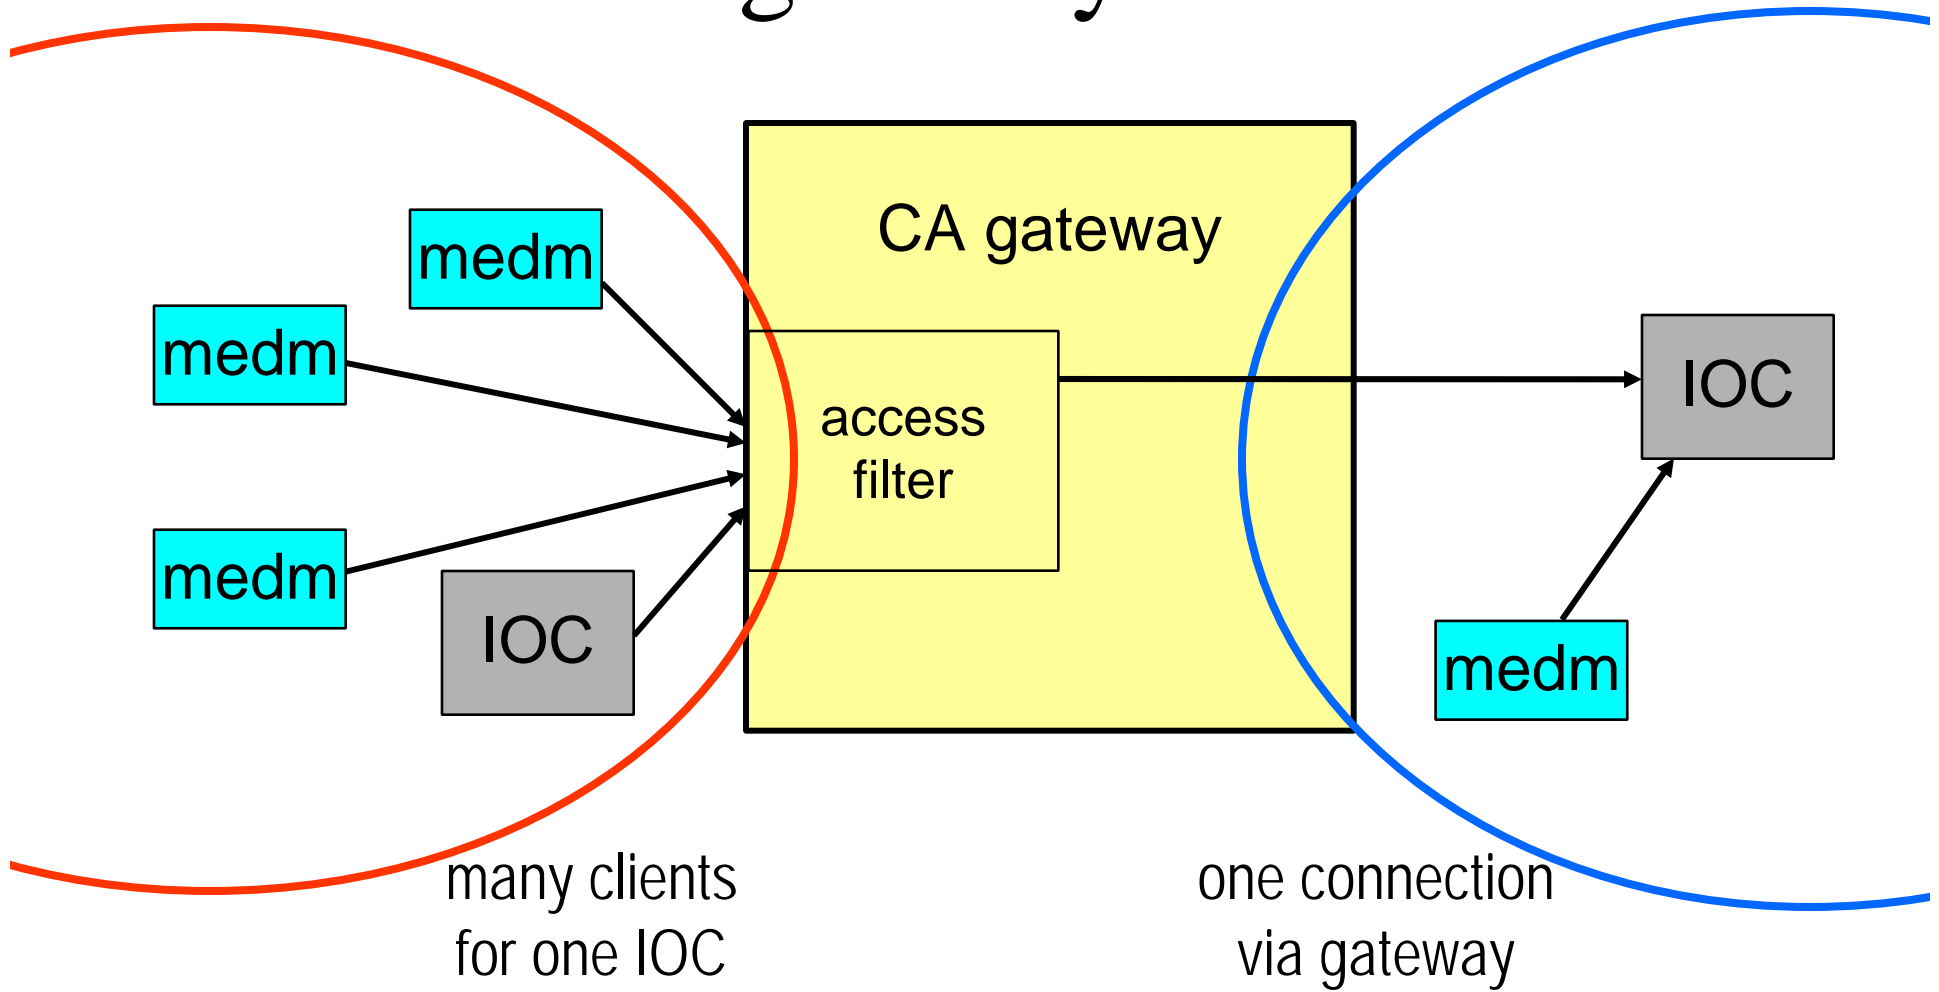 CA gateway
medm
medm
access
filter
IOC
medm
IOC
medm
many clients
for one IOC
one connection
via gateway